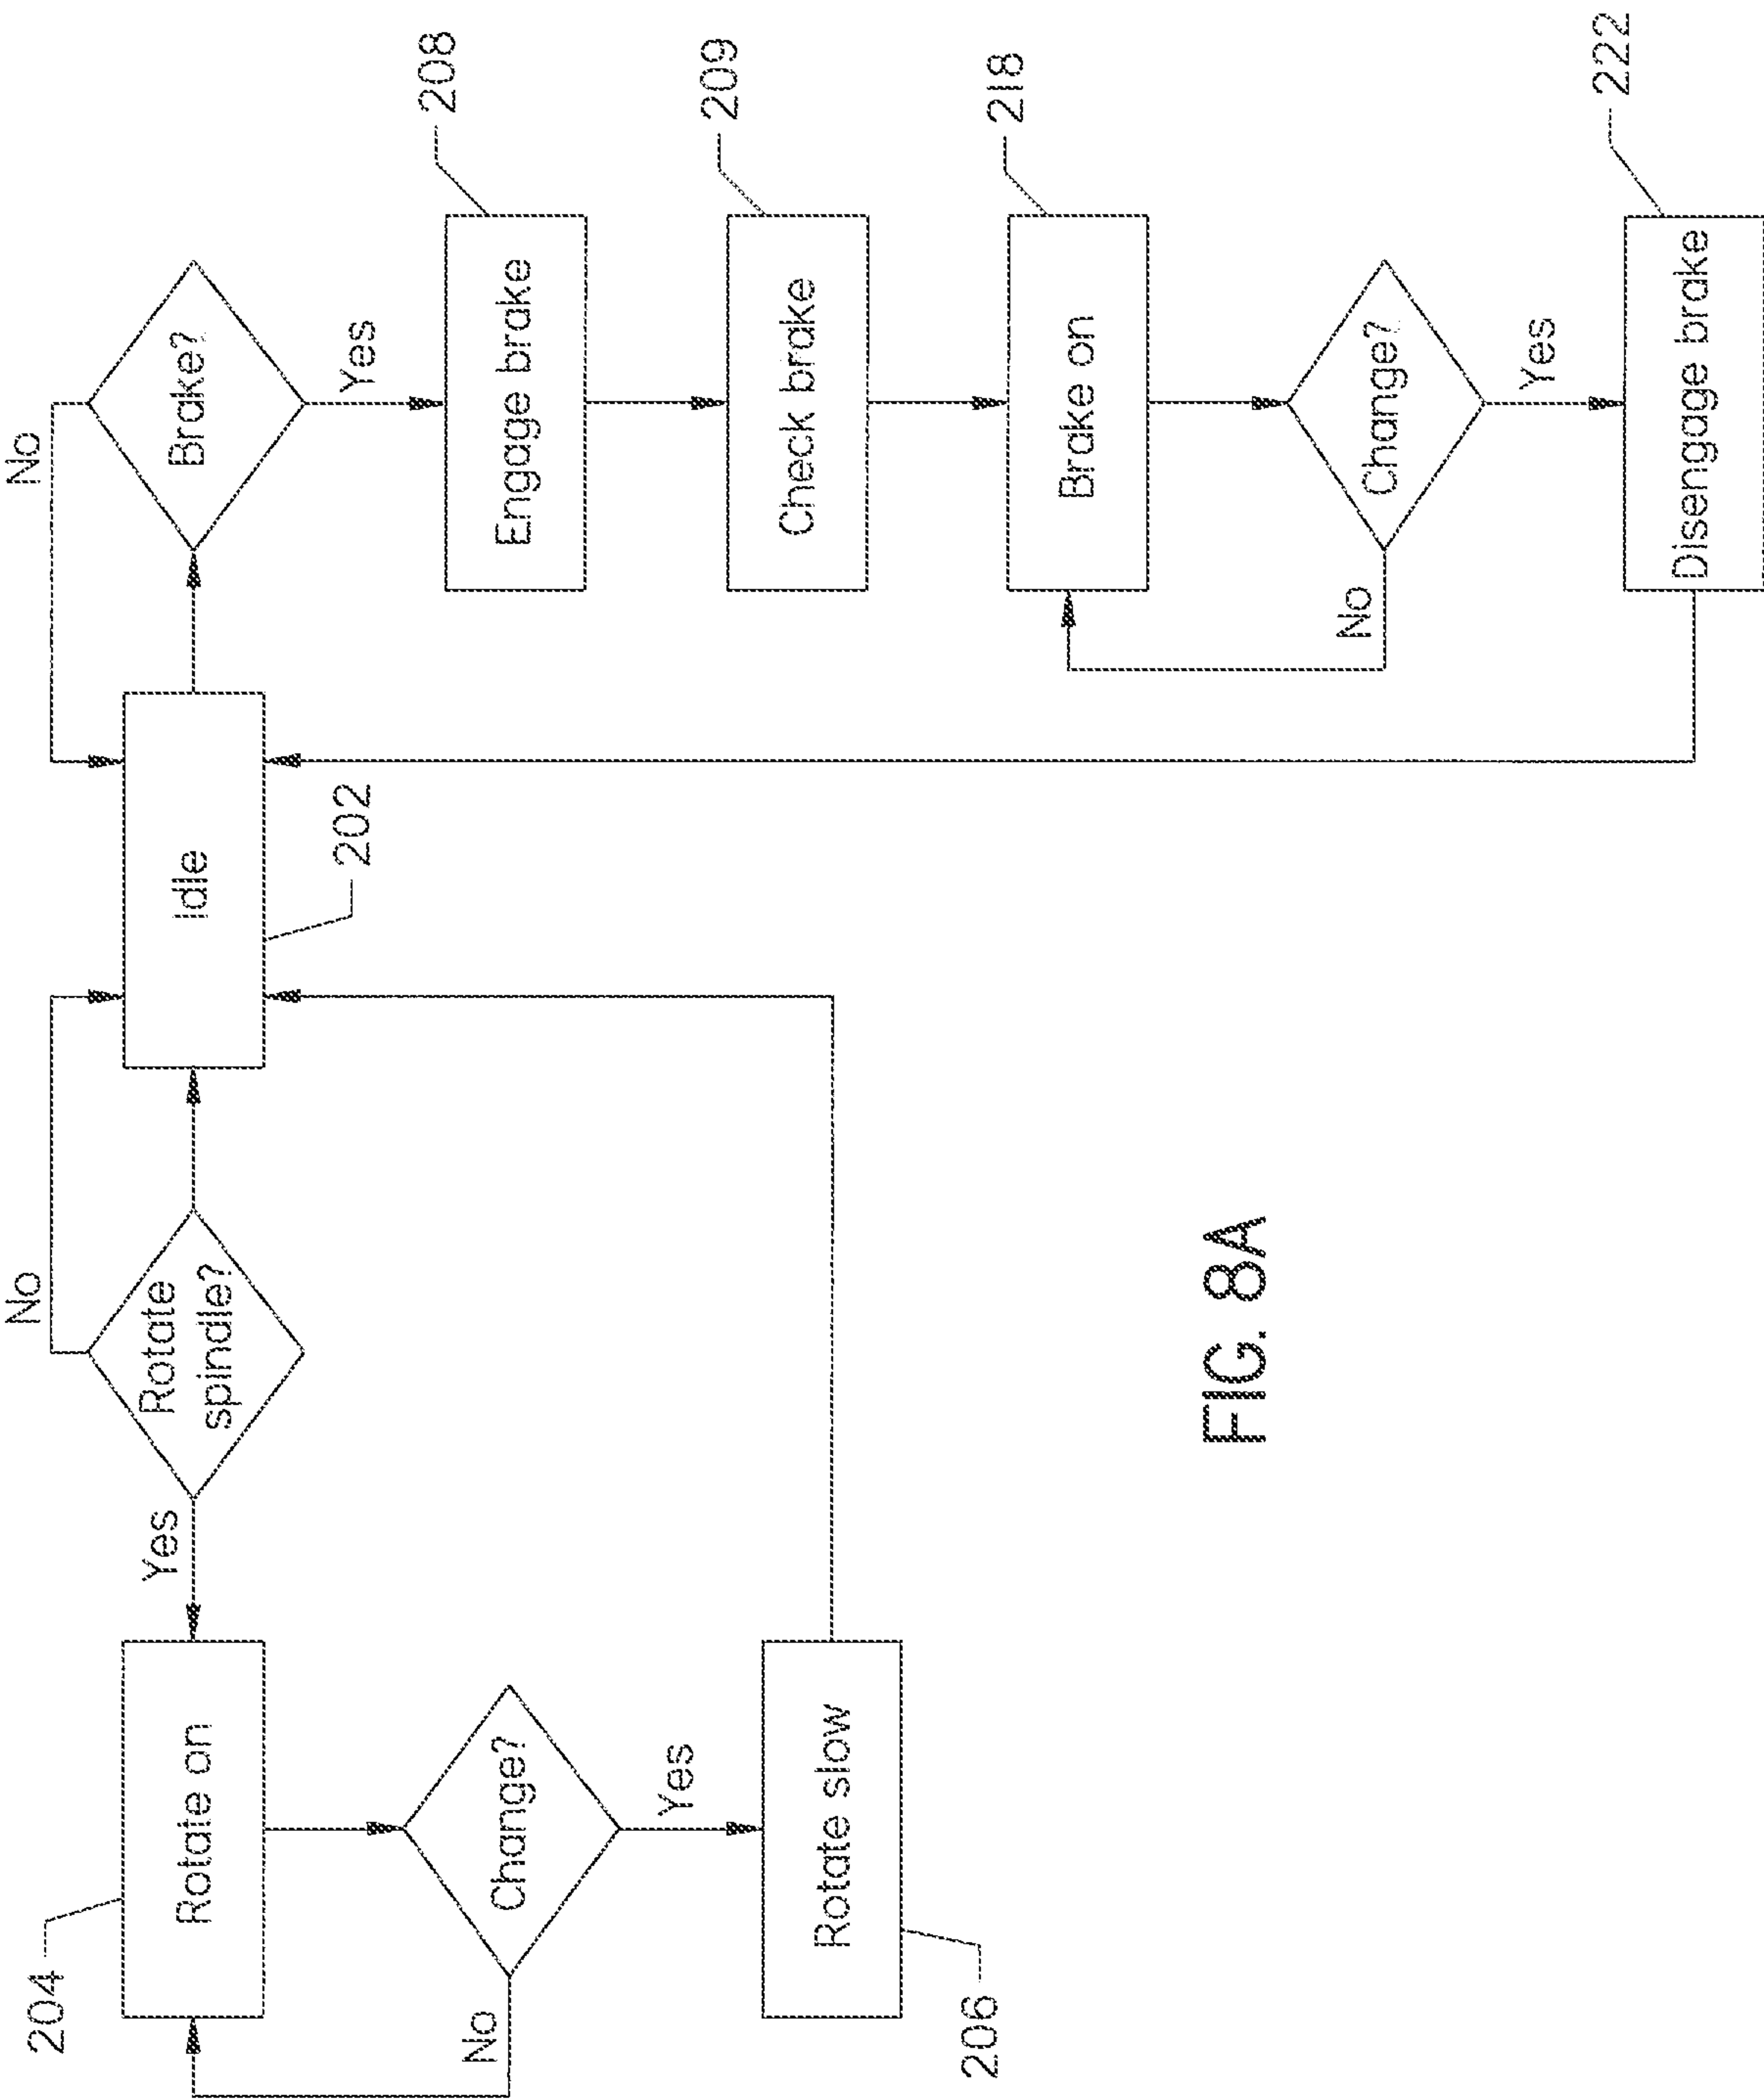 No
No
Brake?
Idle
Rotate
spindle?
Yes
Rotate on
204
202
Yes
208
Engage brake
Change?
No
Yes
209
Check brake
Rotate slow
206
218
Brake on
Change?
No
Yes
222
Disengage brake
FIG. 8A